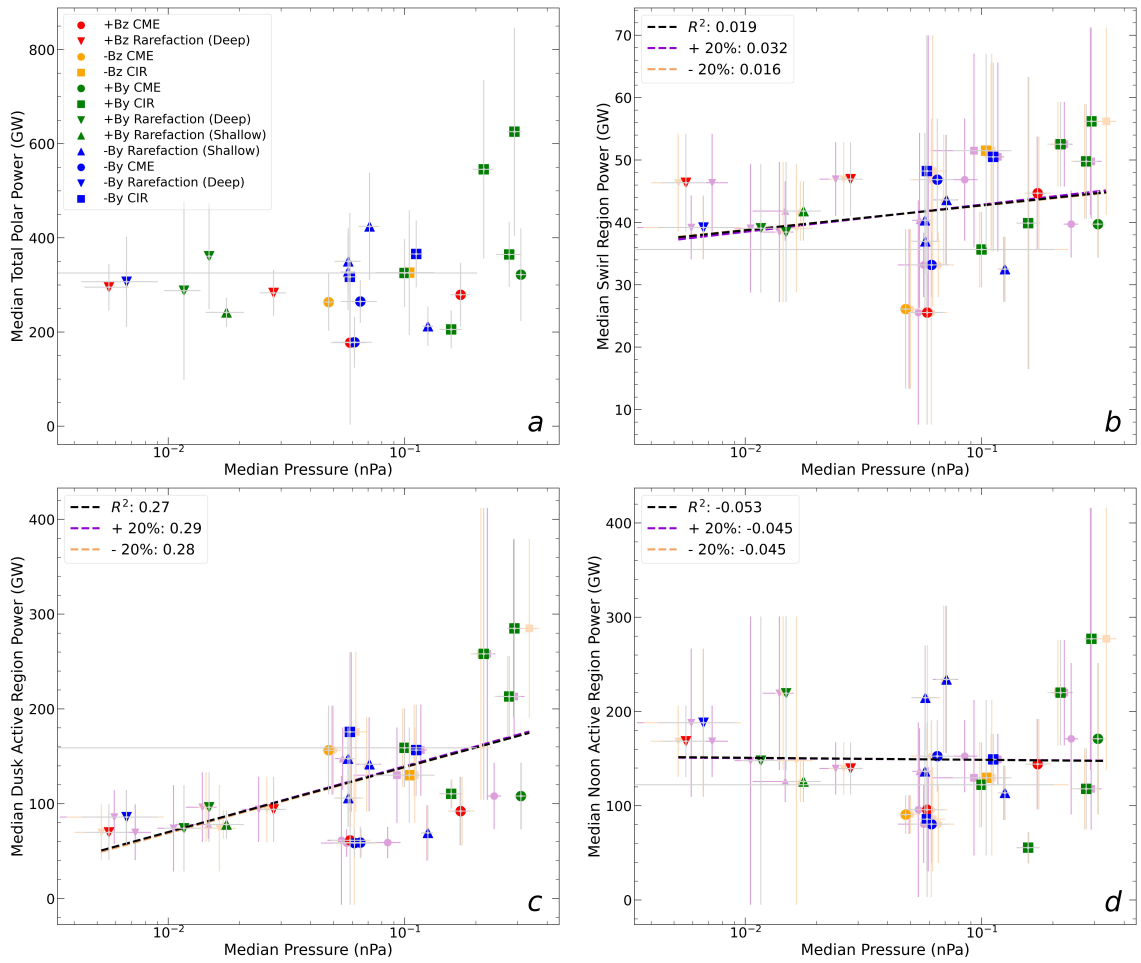 +Bz CME
+Bz Rarefaction (Deep)
-Bz CME
-Bz CIR
+By CME
+By CIR
+By Rarefaction (Deep)
+By Rarefaction (Shallow)
-By Rarefaction (Shallow)
-By CME
-By Rarefaction (Deep)
-By CIR
Median Total Polar Power (GW)
800
600
400
200
0
10⁻²
10⁻¹
Median Pressure (nPa)
a
R²: 0.019
+ 20%: 0.032
- 20%: 0.016
Median Swirl Region Power (GW)
70
60
50
40
30
20
10
10⁻²
10⁻¹
Median Pressure (nPa)
b
R²: 0.27
+ 20%: 0.29
- 20%: 0.28
Median Dusk Active Region Power (GW)
400
300
200
100
0
10⁻²
10⁻¹
Median Pressure (nPa)
c
R²: -0.053
+ 20%: -0.045
- 20%: -0.045
Median Noon Active Region Power (GW)
400
300
200
100
0
10⁻²
10⁻¹
Median Pressure (nPa)
d